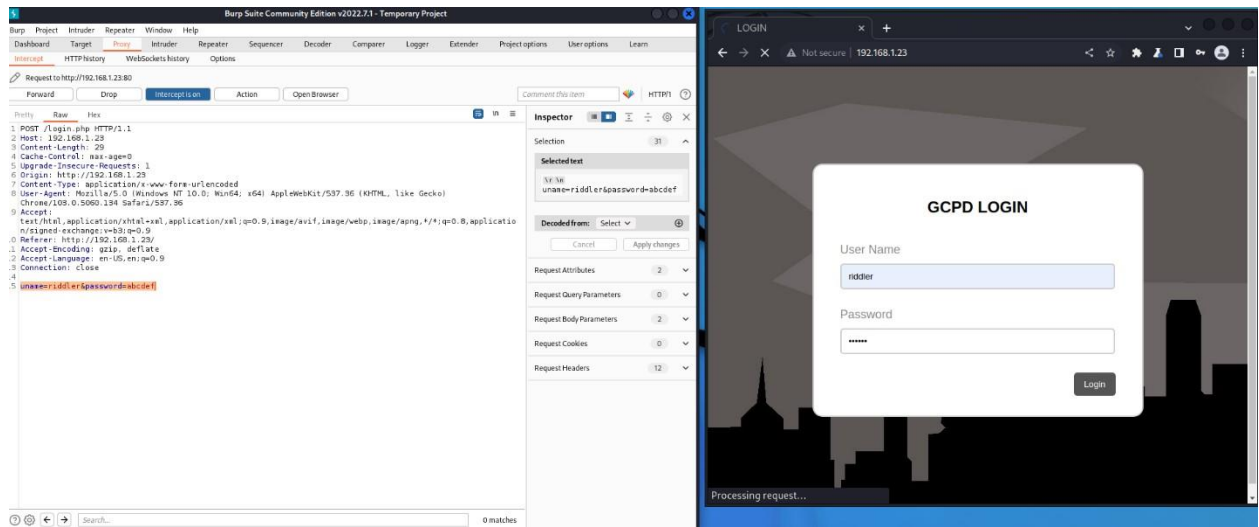 Burp Suite Community Edition v2022.7.1 - Temporary Project
Burp Project Intruder Repeater Window Help
Dashboard Target Proxy Intruder Repeater Sequencer Decoder Comparer Logger Extender Project options User options Learn
Intercept HTTP history WebSockets history Options
Request to http://192.168.1.23:80
Forward Drop Intercept is on Action Open Browser Comment this item HTTP/1
Pretty Raw Hex
1 POST /login.php HTTP/1.1
2 Host: 192.168.1.23
3 Content-Length: 29
4 Cache-Control: max-age=0
5 Upgrade-Insecure-Requests: 1
6 Origin: http://192.168.1.23
7 Content-Type: application/x-www-form-urlencoded
8 User-Agent: Mozilla/5.0 (Windows NT 10.0; Win64; x64) AppleWebKit/537.36 (KHTML, like Gecko)
Chrome/103.0.5060.134 Safari/537.36
9 Accept:
text/html,application/xhtml+xml,application/xml;q=0.9,image/avif,image/webp,image/apng,*/*;q=0.8,applicatio
n/signed-exchange;v=b3;q=0.9
.0 Referer: http://192.168.1.23/
.1 Accept-Encoding: gzip, deflate
.2 Accept-Language: en-US,en;q=0.9
.3 Connection: close
.4
.5 uname=riddler&password=abcdef
Search...
0 matches
Inspector
Selection 31
Selected text
\r \n
uname=riddler&password=abcdef
Decoded from: Select
Cancel Apply changes
Request Attributes 2
Request Query Parameters 0
Request Body Parameters 2
Request Cookies 0
Request Headers 12
LOGIN
Not secure 192.168.1.23
GCPD LOGIN
User Name
riddler
Password
••••••
Login
Processing request...